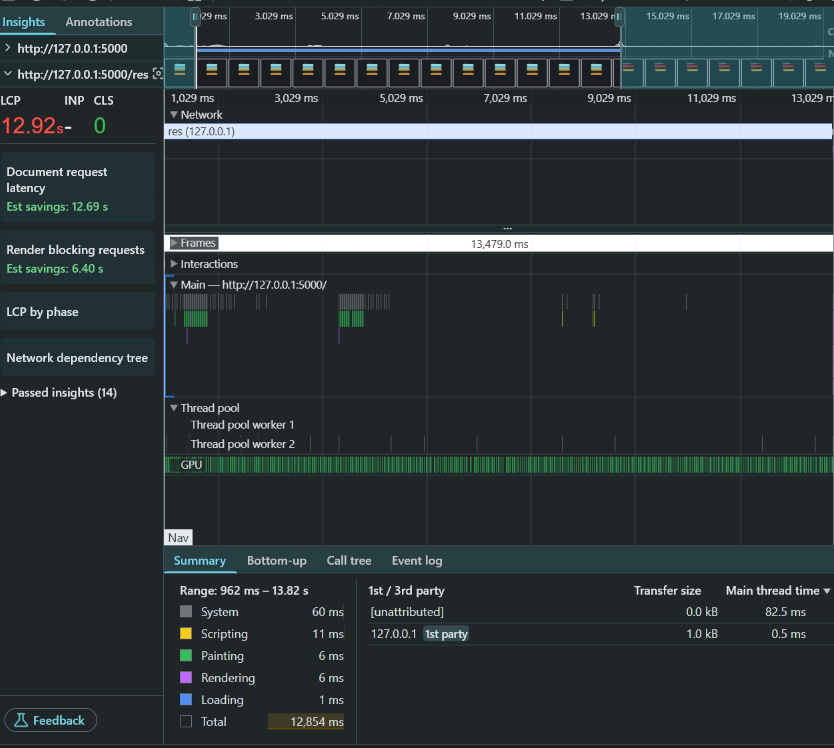 Insights Annotations
029 ms 3.029 ms 5.029 ms 7.029 ms 9.029 ms 11.029 ms 13.029 15.029 ms 17.029 ms 19.029 ms
http://127.0.0.1:5000
http://127.0.0.1:5000/res
LCP INP CLS
12.92s - 0
Document request
latency
Est savings: 12.69 s
Render blocking requests
Est savings: 6.40 s
LCP by phase
Network dependency tree
Passed insights (14)
Feedback
1,029 ms 3,029 ms 5,029 ms 7,029 ms 9,029 ms 11,029 ms 13,029 m
Network
res (127.0.0.1)
...
Frames 13,479.0 ms
Interactions
Main — http://127.0.0.1:5000/
Thread pool
Thread pool worker 1
Thread pool worker 2
GPU
Nav
Summary Bottom-up Call tree Event log
Range: 962 ms – 13.82 s
System 60 ms
Scripting 11 ms
Painting 6 ms
Rendering 6 ms
Loading 1 ms
Total 12,854 ms
1st / 3rd party Transfer size Main thread time
[unattributed] 0.0 kB 82.5 ms
127.0.0.1 1st party 1.0 kB 0.5 ms